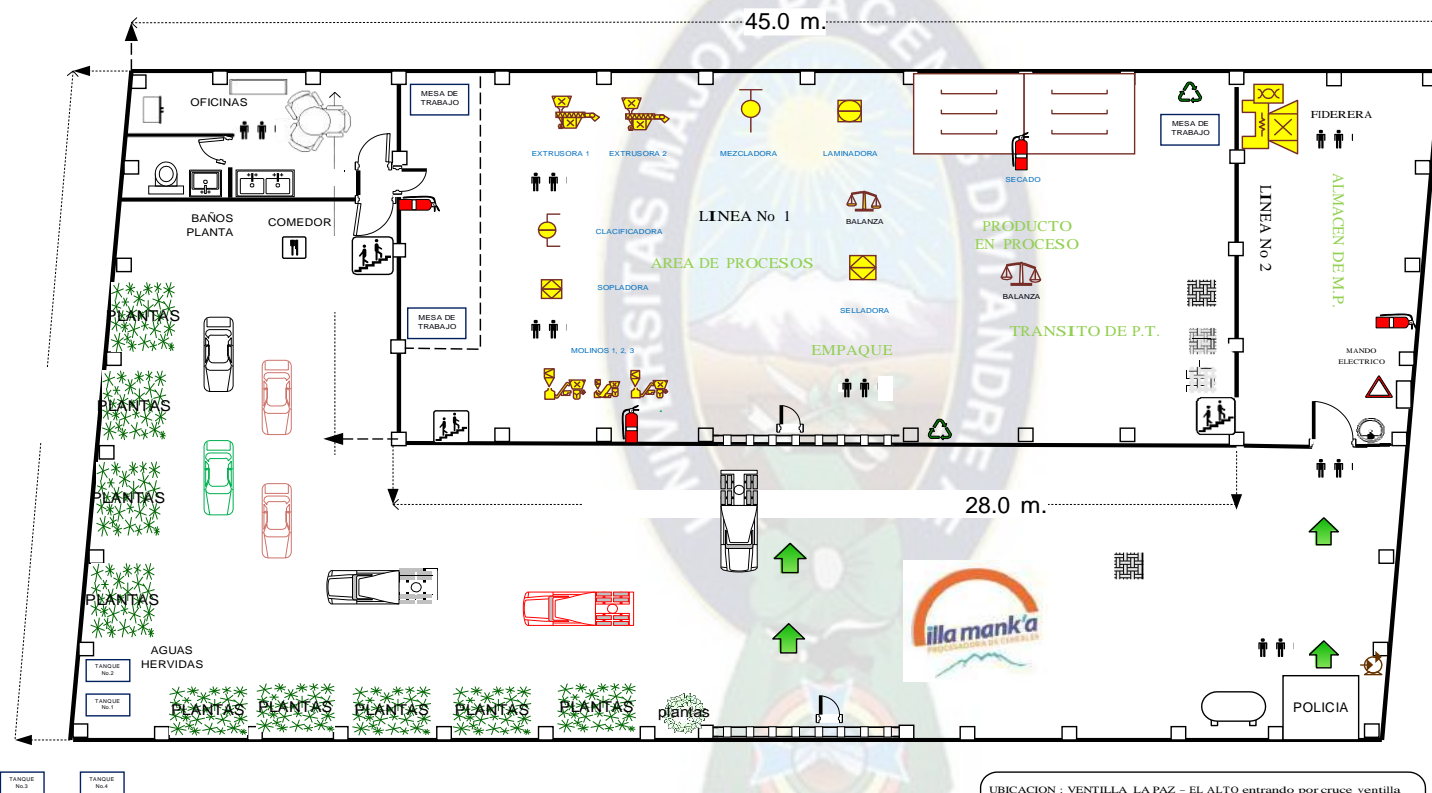 45.0 m.
OFICINAS
MESA DE
TRABAJO
MESA DE
TRABAJO
FIDERERA
EXTRUSORA 1
EXTRUSORA 2
MEZCLADORA
LAMINADORA
SECADO
BAÑOS
PLANTA
COMEDOR
LINEA No 1
BALANZA
CLACIFICADORA
PRODUCTO
EN PROCESO
LINEA No 2
ALMACEN DE M.P.
AREA DE PROCESOS
SOPLADORA
BALANZA
SELLADORA
PLANTAS
MESA DE
TRABAJO
TRANSITO DE P.T.
MOLINOS 1, 2, 3
EMPAQUE
MANDO
ELECTRICO
PLANTAS
PLANTAS
28.0 m.
PLANTAS
illa mank'a
PROCESADORA DE CEREALES
AGUAS
HERVIDAS
TANQUE
No.2
TANQUE
No.1
PLANTAS
PLANTAS
PLANTAS
PLANTAS
PLANTAS
plantas
POLICIA
TANQUE
No.3
TANQUE
No.4
UBICACION : VENTILLA LA PAZ - EL ALTO entrando por cruce ventilla